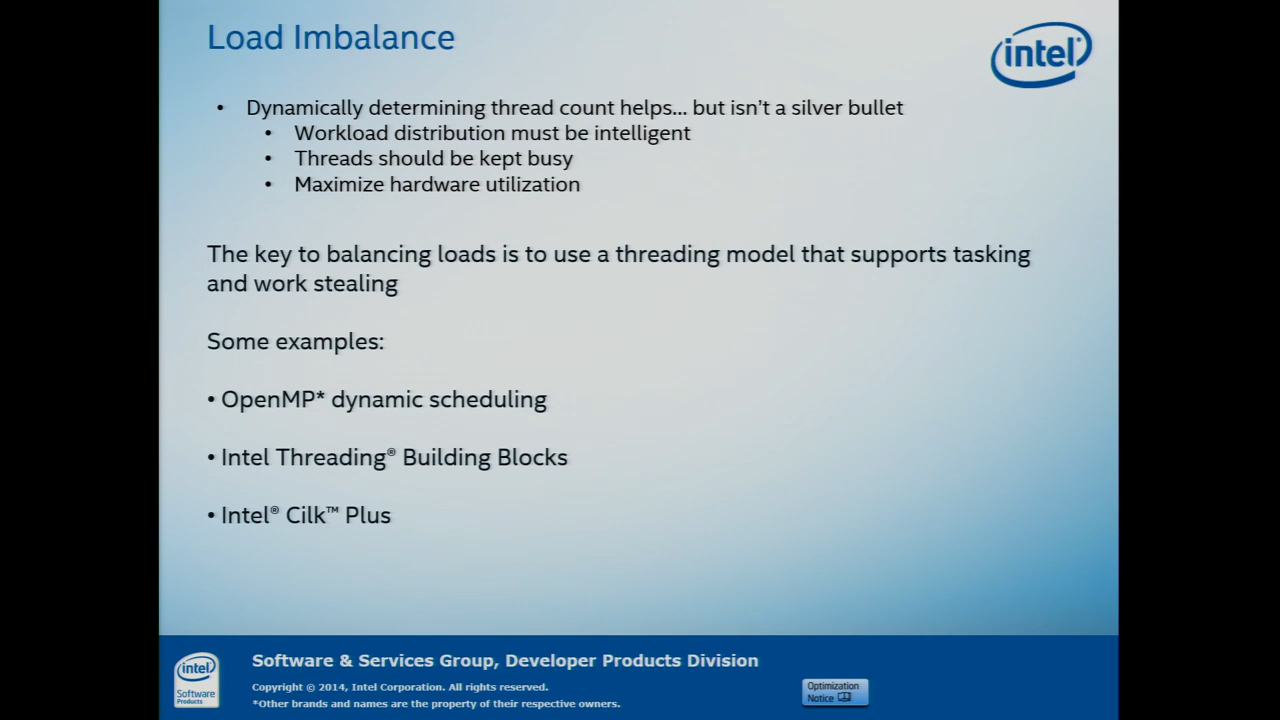 Load Imbalance
intel®
• Dynamically determining thread count helps... but isn't a silver bullet
• Workload distribution must be intelligent
• Threads should be kept busy
• Maximize hardware utilization
The key to balancing loads is to use a threading model that supports tasking
and work stealing
Some examples:
• OpenMP* dynamic scheduling
• Intel Threading® Building Blocks
• Intel® Cilk™ Plus
intel
Software
Products
Software & Services Group, Developer Products Division
Copyright © 2014, Intel Corporation. All rights reserved.
*Other brands and names are the property of their respective owners.
Optimization
Notice